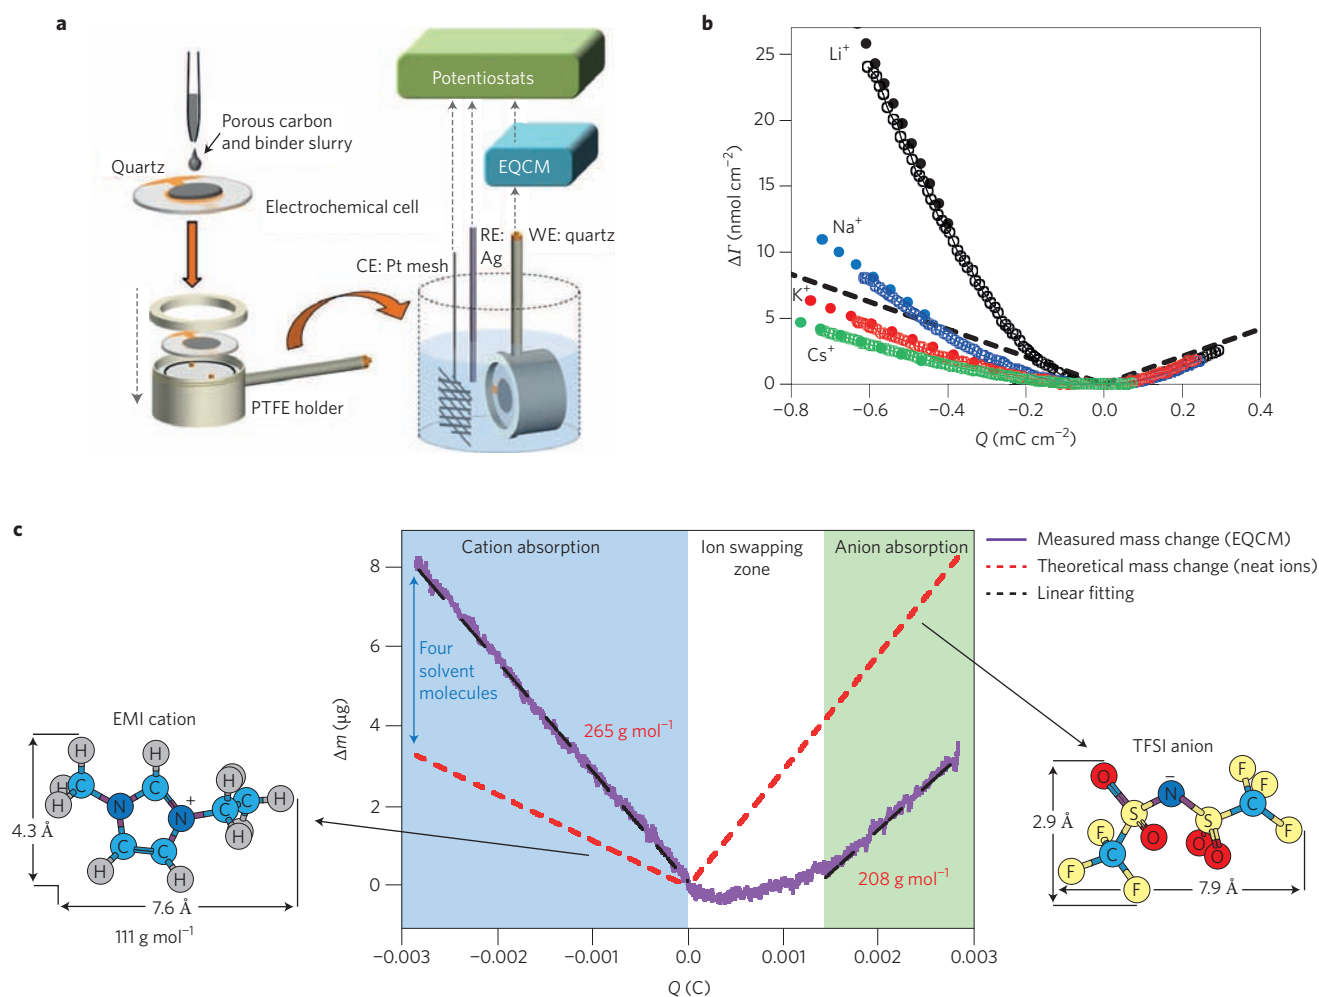 a
Potentiostats
Porous carbon
and binder slurry
Quartz
EQCM
Electrochemical cell
RE:
Ag
WE: quartz
CE: Pt mesh
PTFE holder
b
Li+
Na+
K+
Cs+
ΔΓ (nmol cm−2)
25
20
15
10
5
0
−0.8
−0.6
−0.4
−0.2
0.0
0.2
0.4
Q (mC cm−2)
c
Cation absorption
Ion swapping
zone
Anion absorption
Measured mass change (EQCM)
Theoretical mass change (neat ions)
Linear fitting
Four
solvent
molecules
265 g mol−1
208 g mol−1
Δm (μg)
8
6
4
2
0
−0.003
−0.002
−0.001
0.0
0.001
0.002
0.003
Q (C)
EMI cation
H
H
H
H
H
H
H
H
H
H
C
C
C
C
C
C
N
N
+
4.3 Å
7.6 Å
111 g mol−1
TFSI anion
O
−
N
S
S
O
O
O
C
C
F
F
F
F
F
F
2.9 Å
7.9 Å